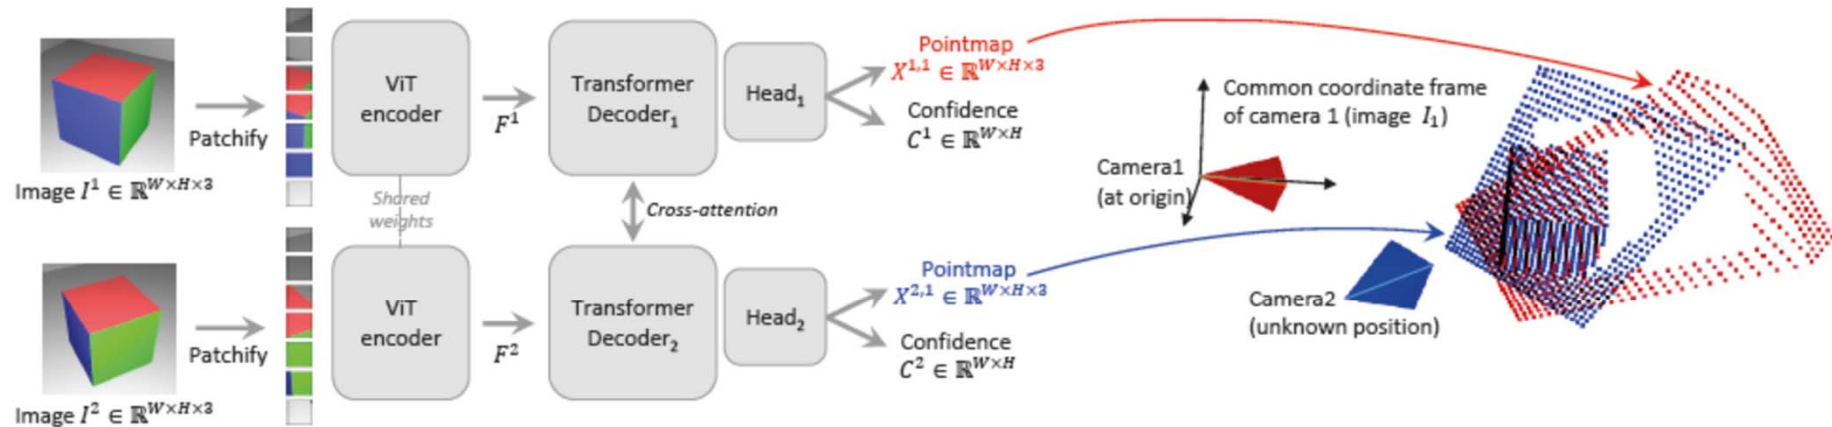 Image I¹ ∈ ℝ^{W×H×3}
Patchify
ViT
encoder
F¹
Transformer
Decoder₁
Head₁
Pointmap
X^{1,1} ∈ ℝ^{W×H×3}
Confidence
C¹ ∈ ℝ^{W×H}
Shared
weights
Cross-attention
Image I² ∈ ℝ^{W×H×3}
Patchify
ViT
encoder
F²
Transformer
Decoder₂
Head₂
Pointmap
X^{2,1} ∈ ℝ^{W×H×3}
Confidence
C² ∈ ℝ^{W×H}
Common coordinate frame
of camera 1 (image I₁)
Camera1
(at origin)
Camera2
(unknown position)